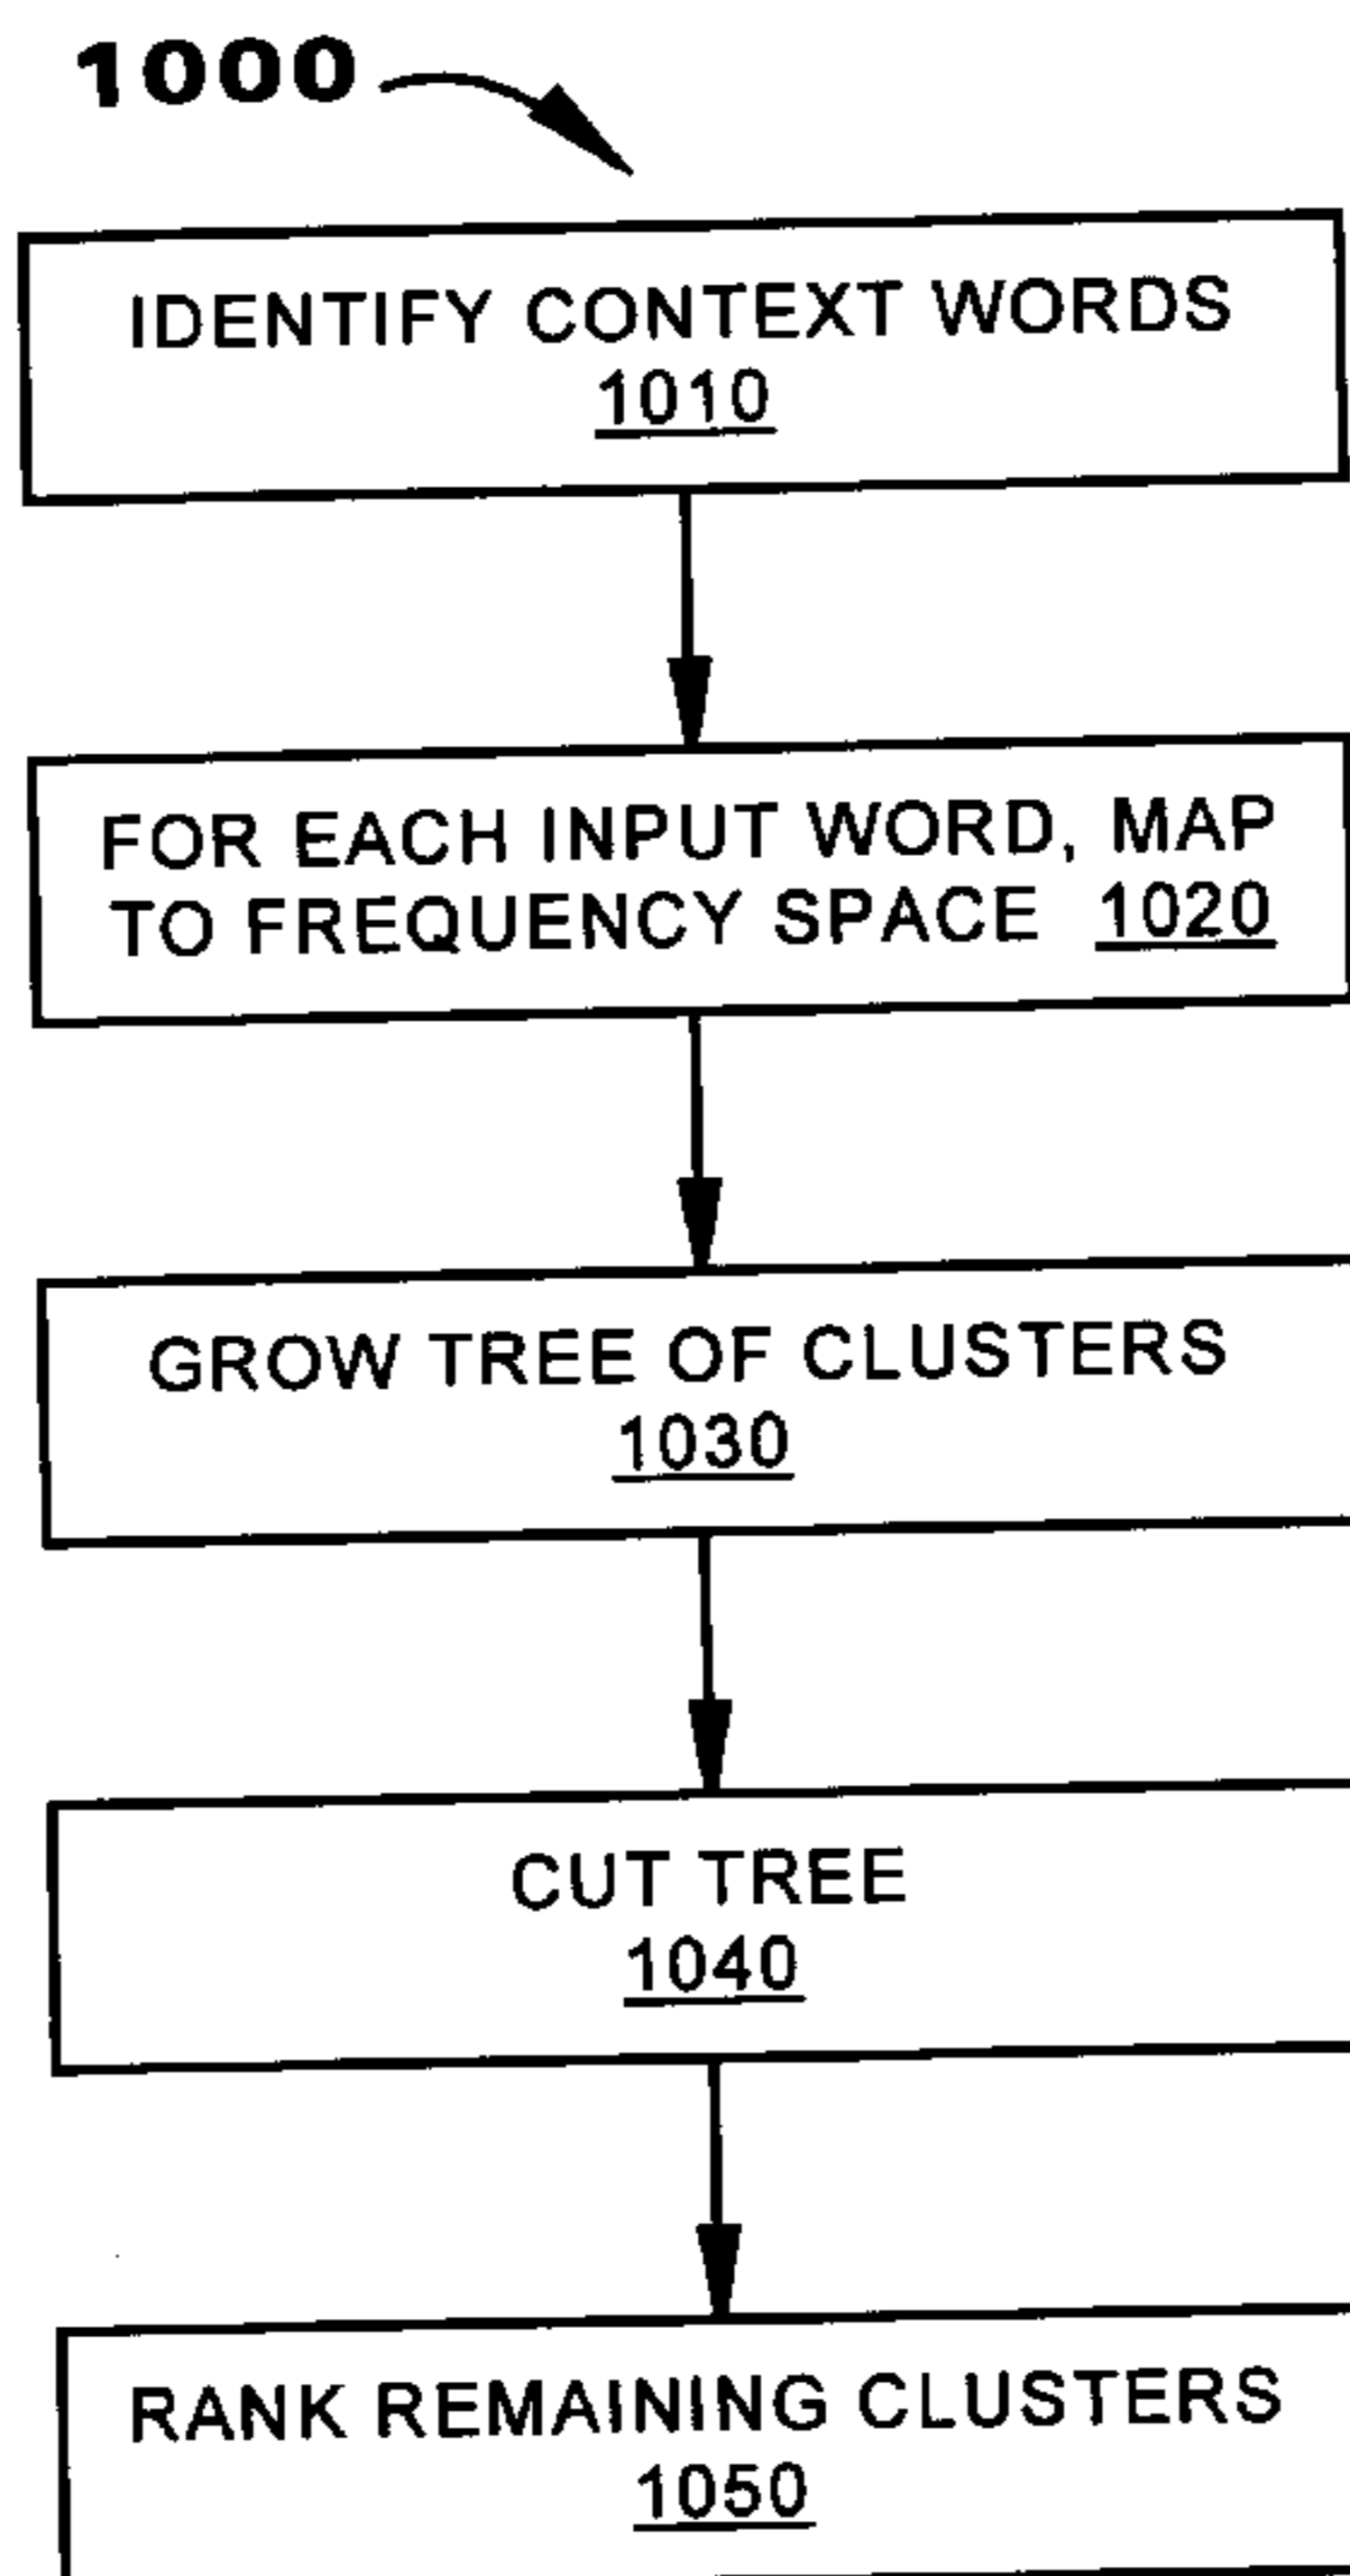 1000
IDENTIFY CONTEXT WORDS
1010
FOR EACH INPUT WORD, MAP
TO FREQUENCY SPACE 1020
GROW TREE OF CLUSTERS
1030
CUT TREE
1040
RANK REMAINING CLUSTERS
1050